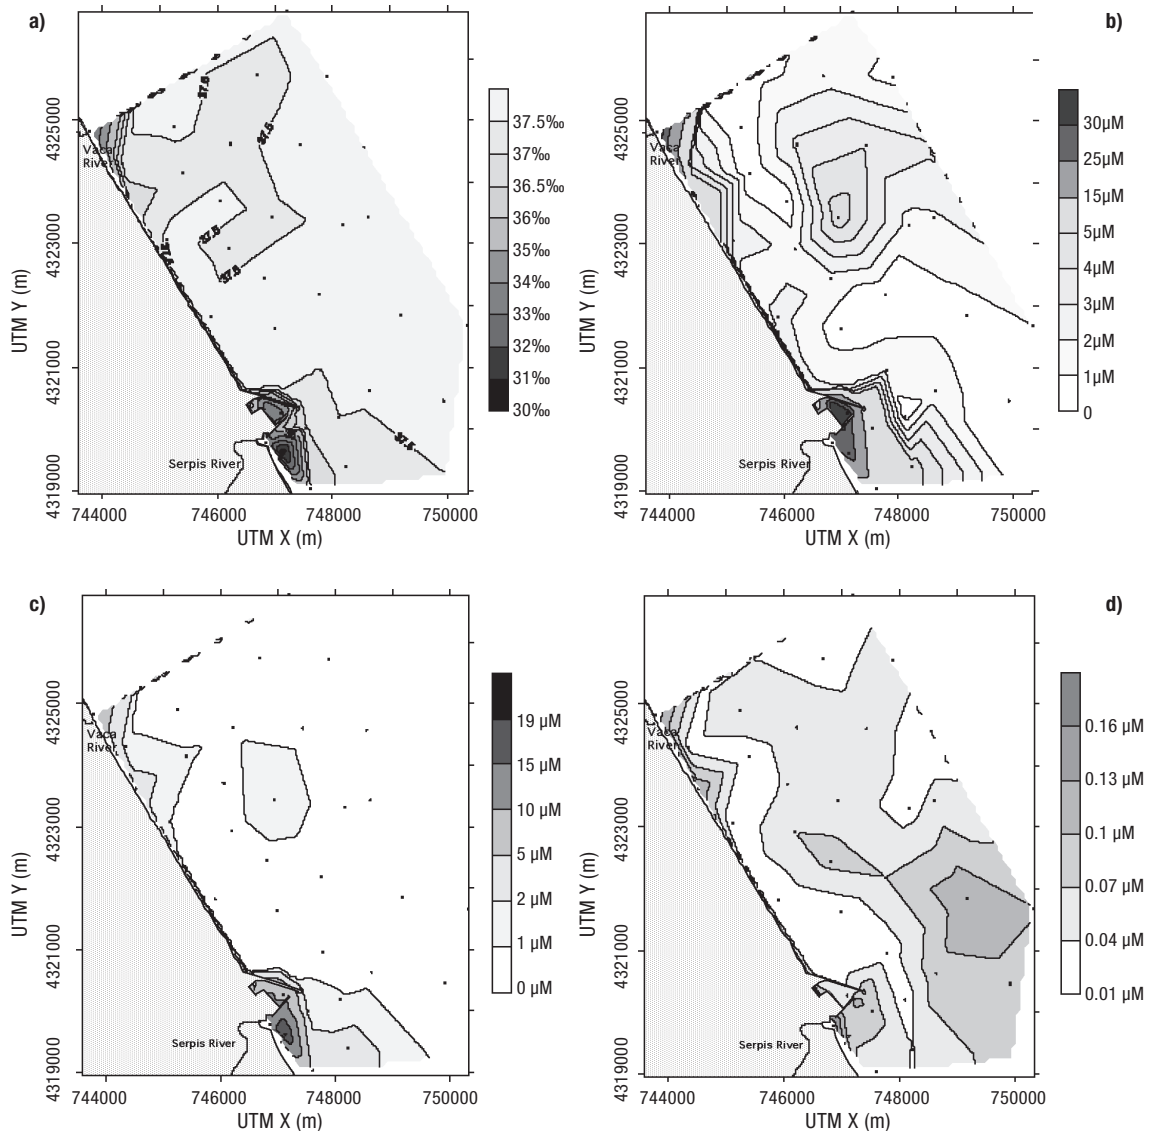 a)
37.5
37.5
37.5
37.5
37.5
Vaca
River
Serpis River
4325000
4323000
4321000
4319000
UTM Y (m)
744000
746000
748000
750000
UTM X (m)
37.5‰
37‰
36.5‰
36‰
35‰
34‰
33‰
32‰
31‰
30‰
b)
Vaca
River
Serpis River
4325000
4323000
4321000
4319000
UTM Y (m)
744000
746000
748000
750000
UTM X (m)
30µM
25µM
15µM
5µM
4µM
3µM
2µM
1µM
0
c)
Vaca
River
Serpis River
4325000
4323000
4321000
4319000
UTM Y (m)
744000
746000
748000
750000
UTM X (m)
19 µM
15 µM
10 µM
5 µM
2 µM
1 µM
0 µM
d)
Vaca
River
Serpis River
4325000
4323000
4321000
4319000
UTM Y (m)
744000
746000
748000
750000
UTM X (m)
0.16 µM
0.13 µM
0.1 µM
0.07 µM
0.04 µM
0.01 µM